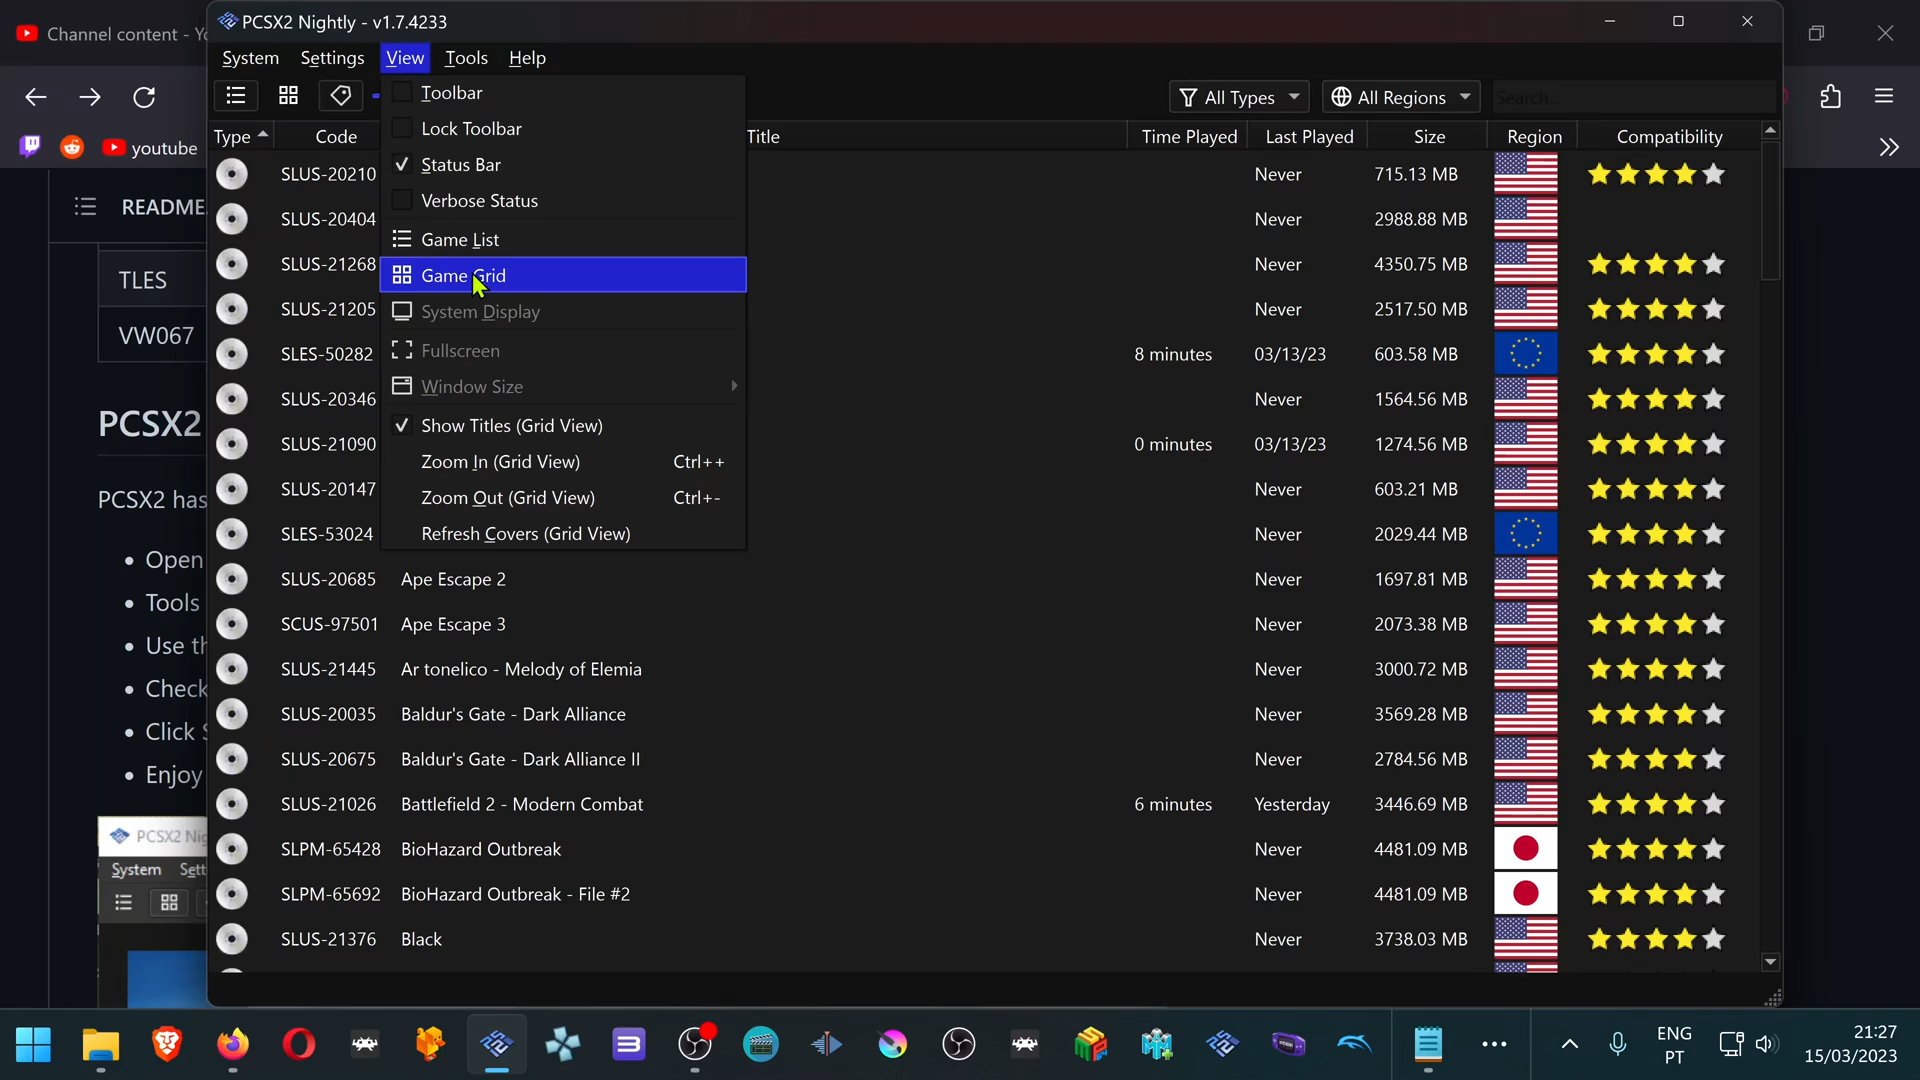 Channel content - Yo
PCSX2 Nightly - v1.7.4233
System Settings View Tools Help
All Types All Regions Search...
youtube
Toolbar
Lock Toolbar
Status Bar
Verbose Status
Game List
Game Grid
System Display
Fullscreen
Window Size
Show Titles (Grid View)
Zoom In (Grid View) Ctrl++
Zoom Out (Grid View) Ctrl+-
Refresh Covers (Grid View)
Type Code Title Time Played Last Played Size Region Compatibility
SLUS-20210 Never 715.13 MB
SLUS-20404 Never 2988.88 MB
SLUS-21268 Never 4350.75 MB
SLUS-21205 Never 2517.50 MB
SLES-50282 8 minutes 03/13/23 603.58 MB
SLUS-20346 Never 1564.56 MB
SLUS-21090 0 minutes 03/13/23 1274.56 MB
SLUS-20147 Never 603.21 MB
SLES-53024 Never 2029.44 MB
SLUS-20685 Ape Escape 2 Never 1697.81 MB
SCUS-97501 Ape Escape 3 Never 2073.38 MB
SLUS-21445 Ar tonelico - Melody of Elemia Never 3000.72 MB
SLUS-20035 Baldur's Gate - Dark Alliance Never 3569.28 MB
SLUS-20675 Baldur's Gate - Dark Alliance II Never 2784.56 MB
SLUS-21026 Battlefield 2 - Modern Combat 6 minutes Yesterday 3446.69 MB
SLPM-65428 BioHazard Outbreak Never 4481.09 MB
SLPM-65692 BioHazard Outbreak - File #2 Never 4481.09 MB
SLUS-21376 Black Never 3738.03 MB
README.
TLES
VW067
PCSX2
PCSX2 has
Open
Tools
Use th
Check
Click S
Enjoy
PCSX2 Nig
System Sett
ENG
PT
21:27
15/03/2023